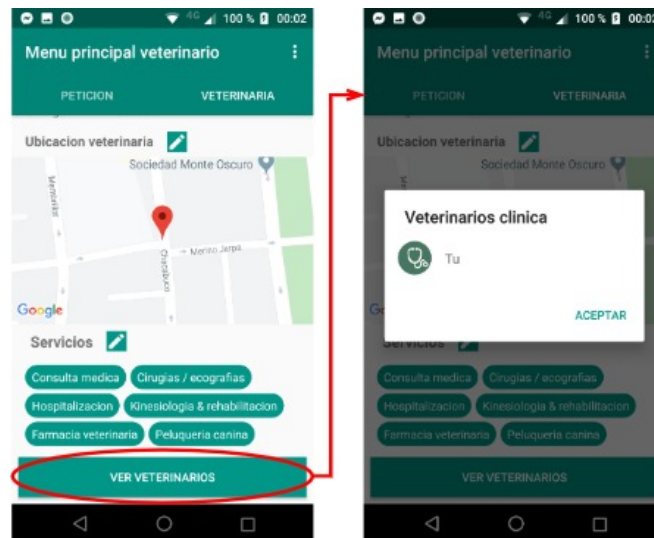 4G 100 % 00:02
Menu principal veterinario
PETICION VETERINARIA
Ubicacion veterinaria
Sociedad Monte Oscuro
Merino Jarpa
Chacabuco
Google
Servicios
Consulta medica Cirugias / ecografias
Hospitalizacion Kinesiologia & rehabilitacion
Farmacia veterinaria Peluqueria canina
VER VETERINARIOS
4G 100 % 00:02
Menu principal veterinario
PETICION VETERINARIA
Ubicacion veterinaria
Sociedad Monte Oscuro
Veterinarios clinica
Tu
ACEPTAR
Servicios
Consulta medica Cirugias / ecografias
Hospitalizacion Kinesiologia & rehabilitacion
Farmacia veterinaria Peluqueria canina
VER VETERINARIOS